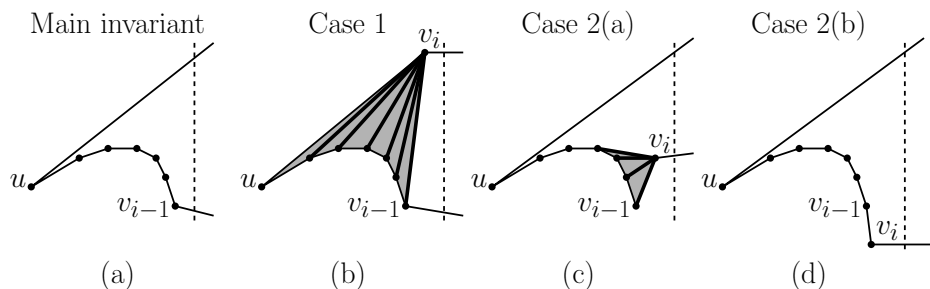 Main invariant Case 1 Case 2(a) Case 2(b)
v_i
u v_{i−1}
u v_{i−1}
u v_{i−1} v_i
u v_{i−1} v_i
(a) (b) (c) (d)